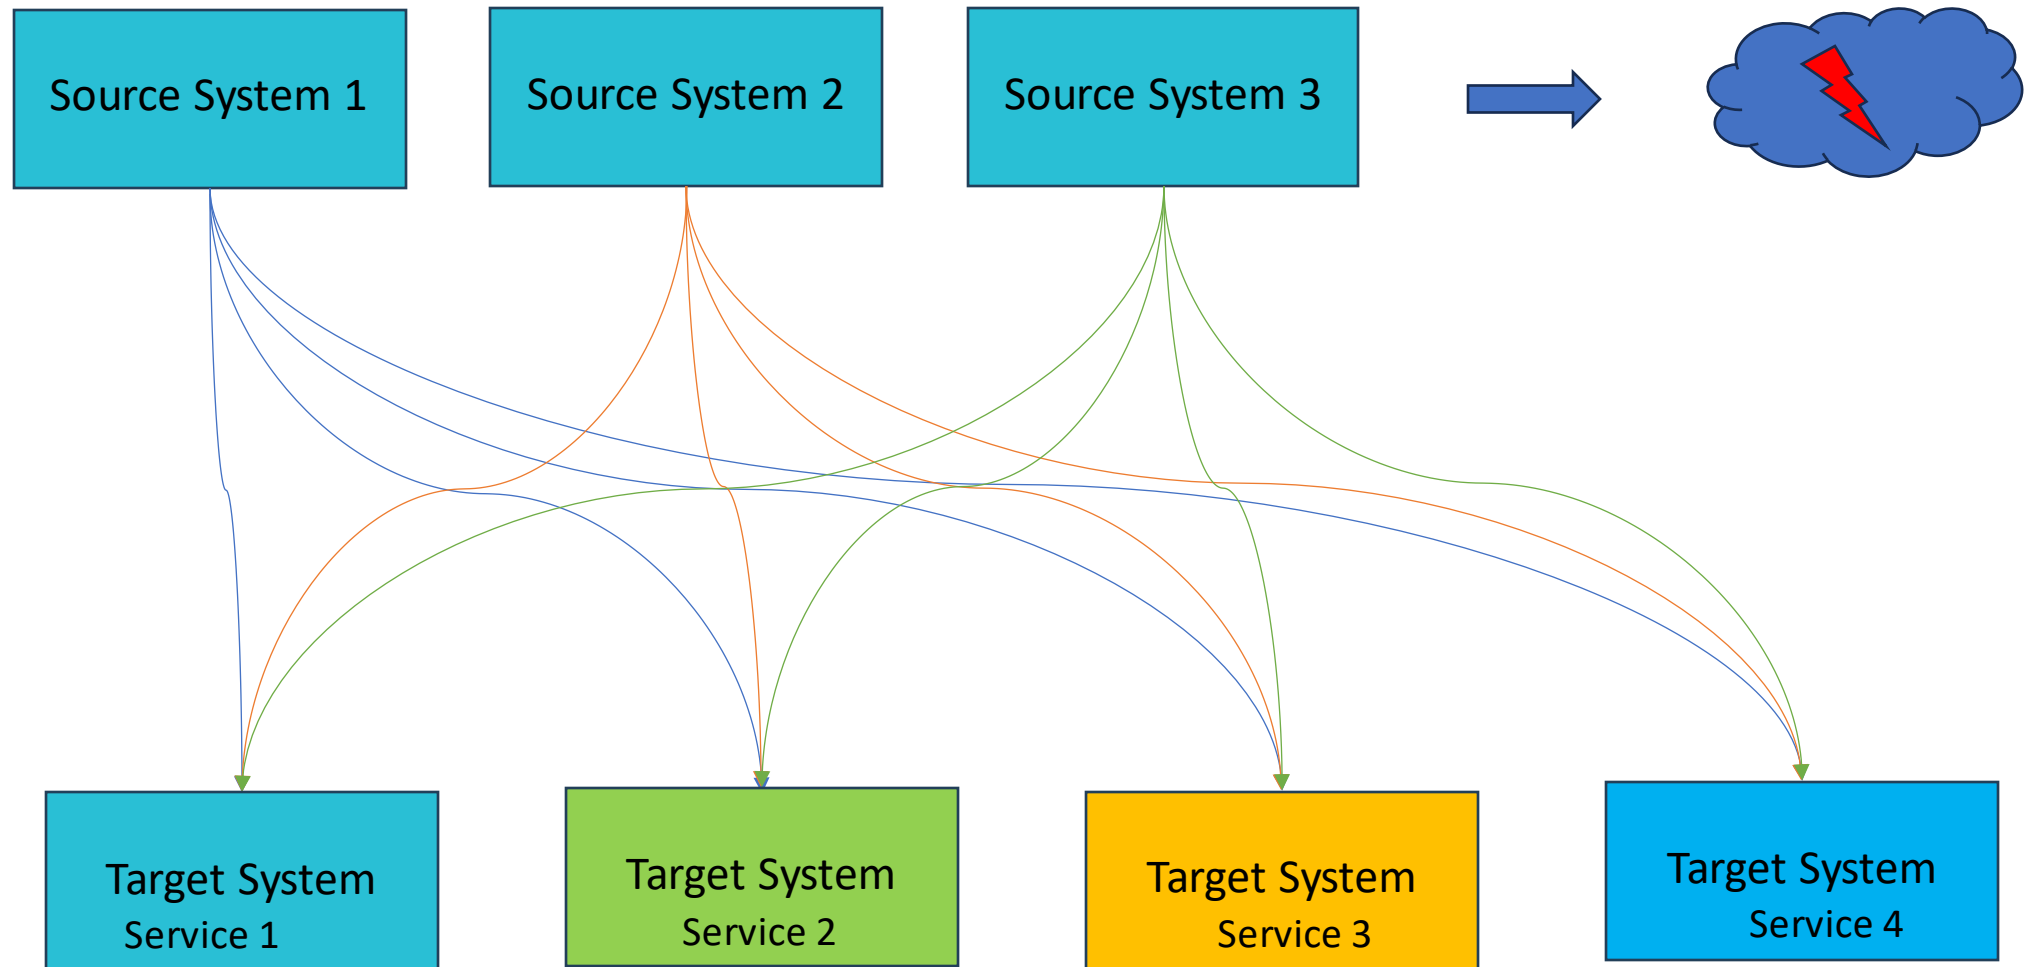 Source System 1
Source System 2
Source System 3
Target System
Service 1
Target System
Service 2
Target System
Service 3
Target System
Service 4